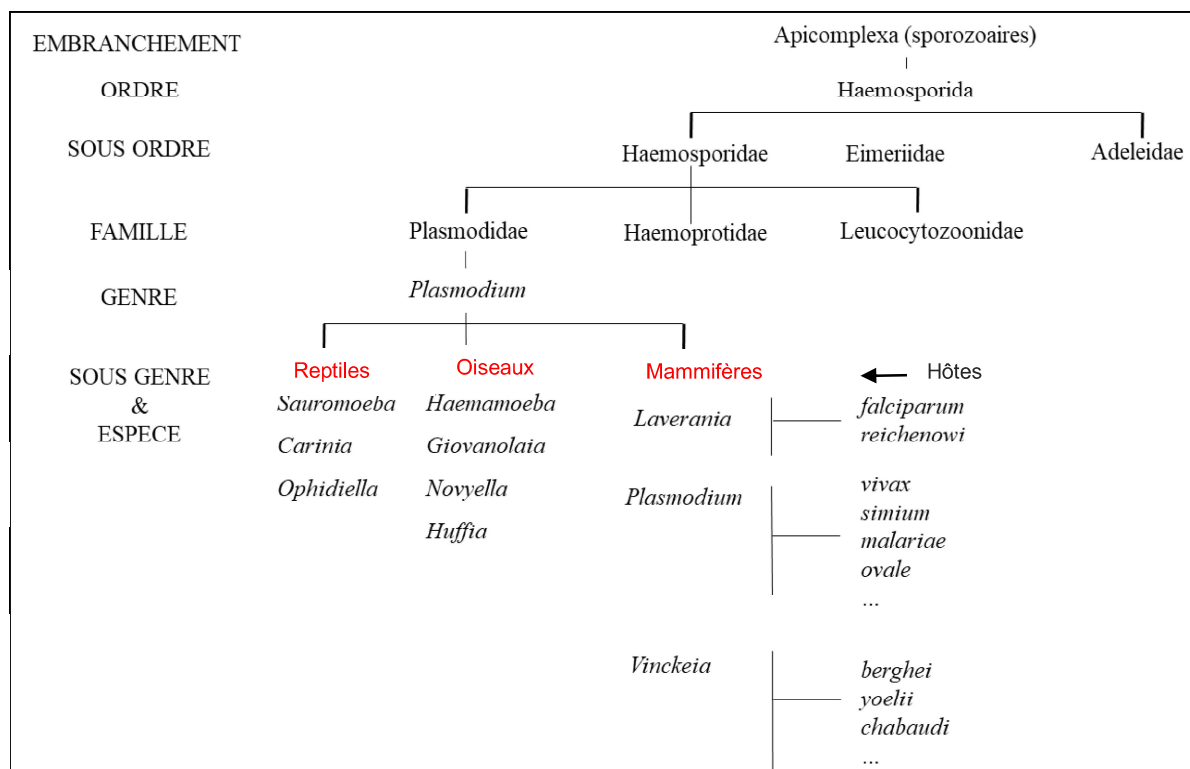 EMBRANCHEMENT
Apicomplexa (sporozoaires)
ORDRE
Haemosporida
SOUS ORDRE
Haemosporidae
Eimeriidae
Adeleidae
FAMILLE
Plasmodidae
Haemoprotidae
Leucocytozoonidae
GENRE
Plasmodium
SOUS GENRE
&
ESPECE
Reptiles
Sauromoeba
Carinia
Ophidiella
Oiseaux
Haemamoeba
Giovanolaia
Novyella
Huffia
Mammifères
Hôtes
Laverania
falciparum
reichenowi
Plasmodium
vivax
simium
malariae
ovale
...
Vinckeia
berghei
yoelii
chabaudi
...